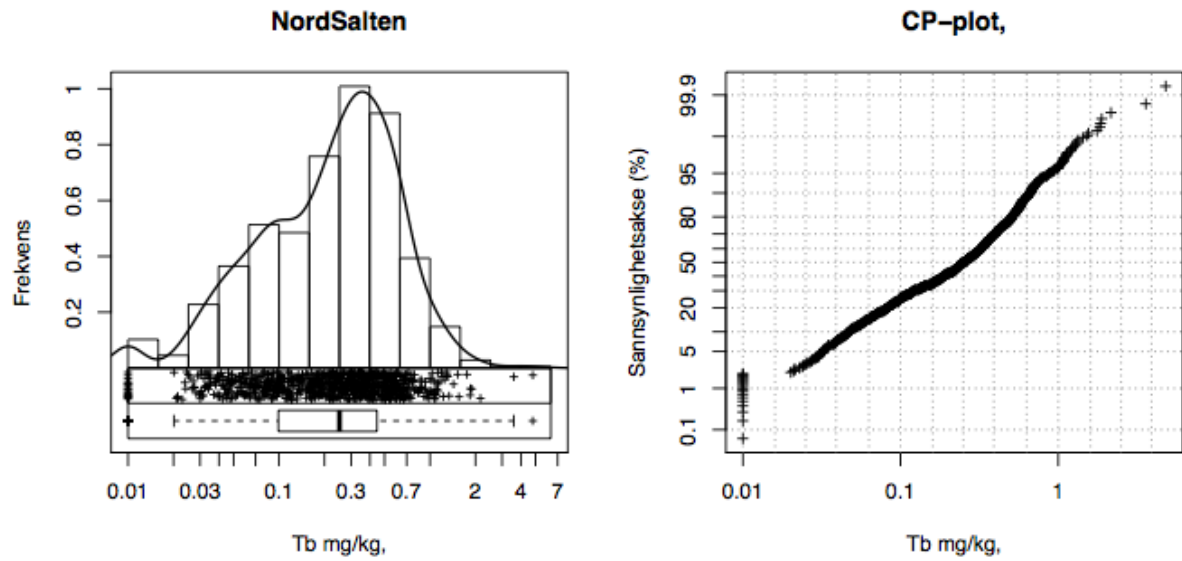 NordSalten
Frekvens
1
0.8
0.6
0.4
0.2
0.01 0.03 0.1 0.3 0.7 2 4 7
Tb mg/kg,
CP-plot,
Sannsynlighetsakse (%)
99.9
95
80
50
20
5
1
0.1
0.01 0.1 1
Tb mg/kg,